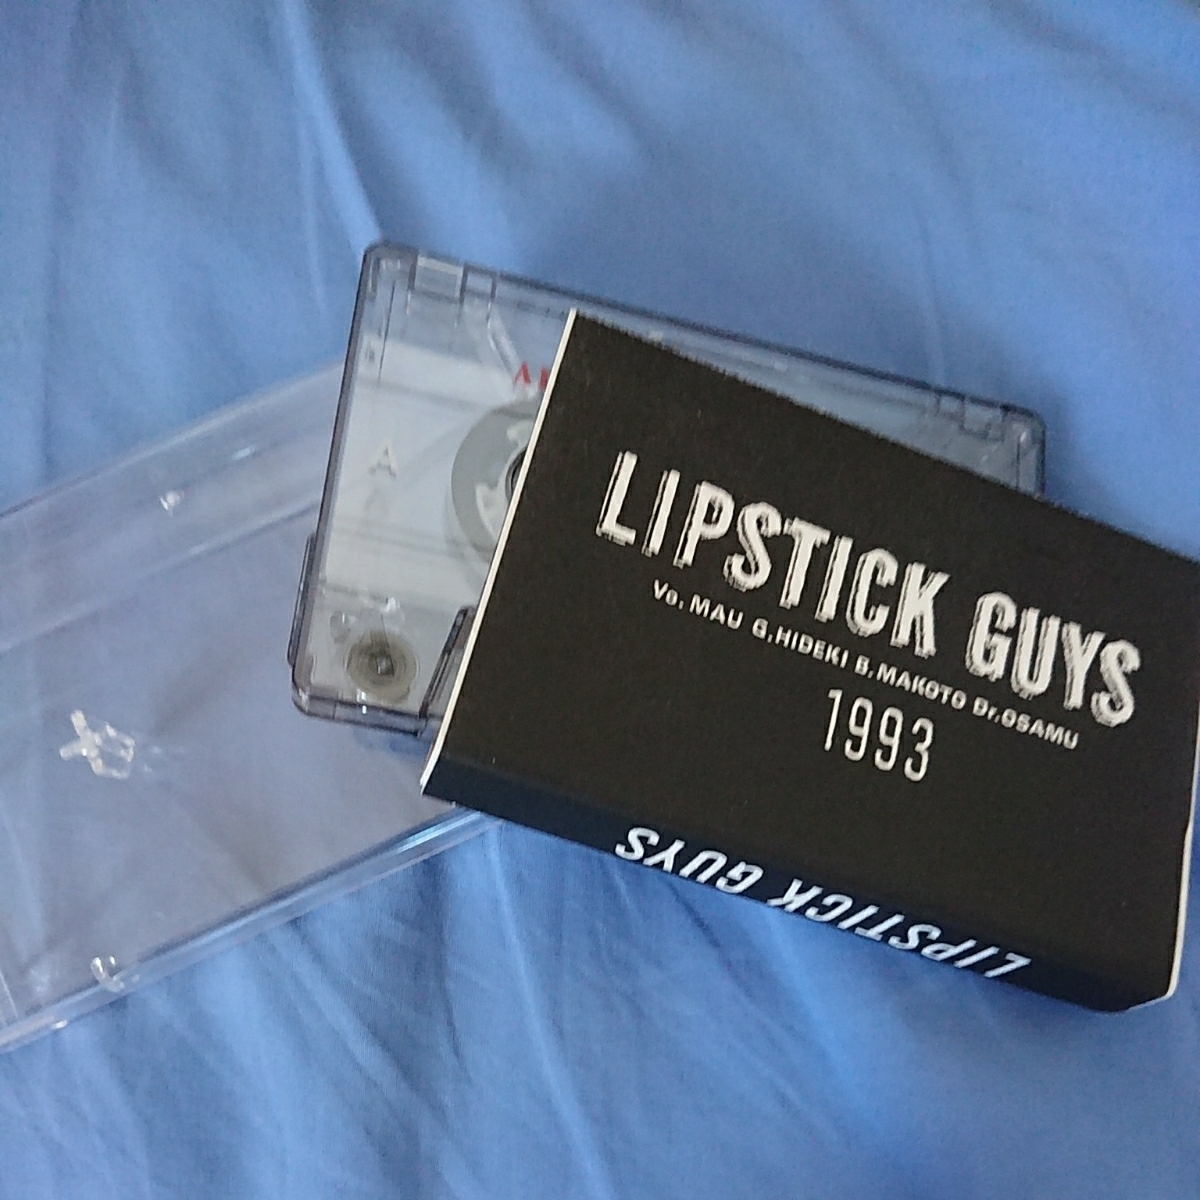 A
LIPSTICK GUYS
Vo. MAU G. HIDEKI B. MAKOTO Dr. OSAMU
1993
LIPSTICK GUYS